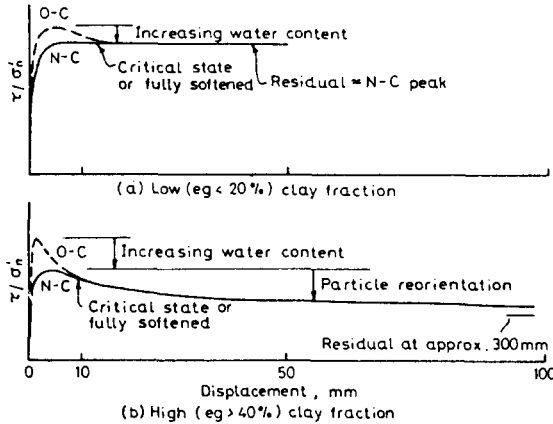 O-C
Increasing water content
N-C
Critical state
or fully softened
Residual ≈ N-C peak
τ/σ'n
50
(a) Low (eg < 20%) clay fraction
O-C
Increasing water content
N-C
Particle reorientation
Critical state or
fully softened
τ/σ'n
Residual at approx. 300mm
0
10
50
100
Displacement, mm
(b) High (eg > 40%) clay fraction